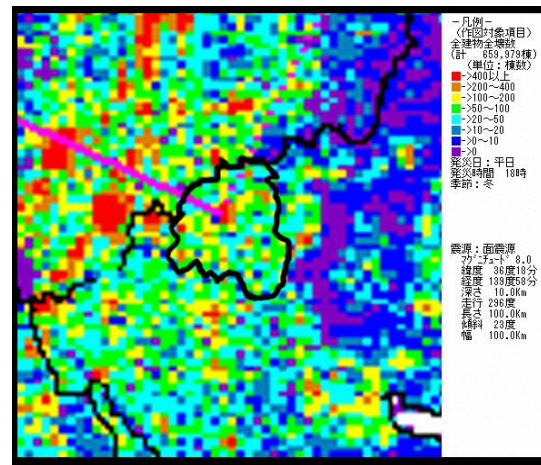 －凡例－
（作図対象項目）
全建物全壊数
(計　659,979棟)
（単位：棟数）
->400以上
->200～400
->100～200
->50～100
->20～50
->10～20
->0～10
->0
発災日：平日
発災時間　18時
季節：冬
震源：面震源
ﾏｸﾞﾆﾁｭｰﾄﾞ 8.0
緯度　36度18分
経度　139度58分
深さ　10.0Km
走行　296度
長さ　100.0Km
傾斜　23度
幅　100.0Km